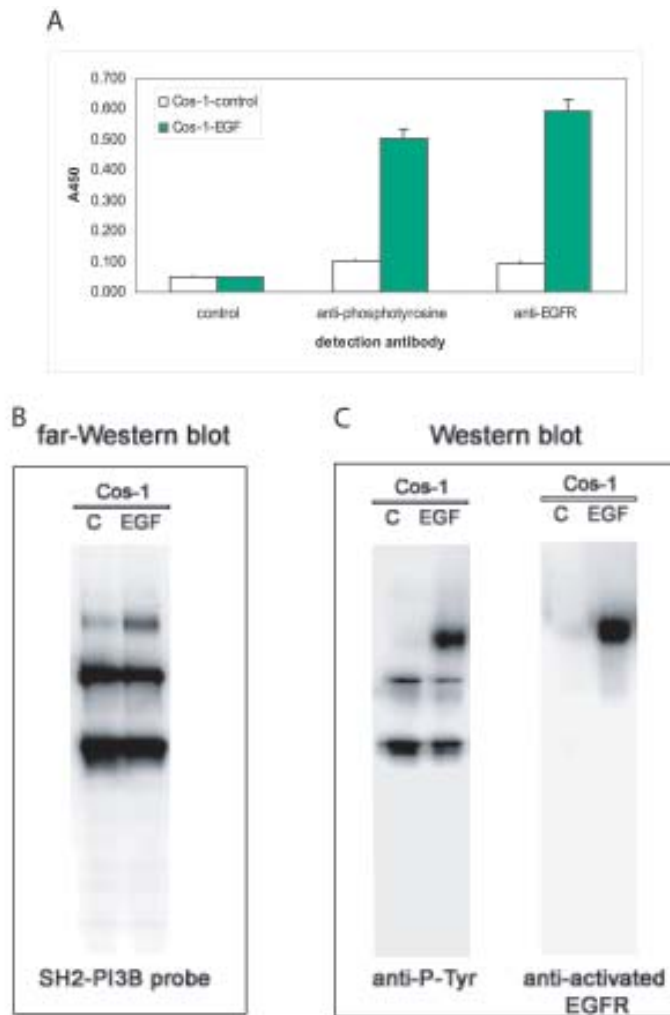 A
0.700
0.600
0.500
0.400
0.300
0.200
0.100
0.000
A450
Cos-1-control
Cos-1-EGF
control anti-phosphotyrosine anti-EGFR
detection antibody
B
far-Western blot
Cos-1
C EGF
SH2-PI3B probe
C
Western blot
Cos-1 Cos-1
C EGF C EGF
anti-P-Tyr anti-activated
EGFR